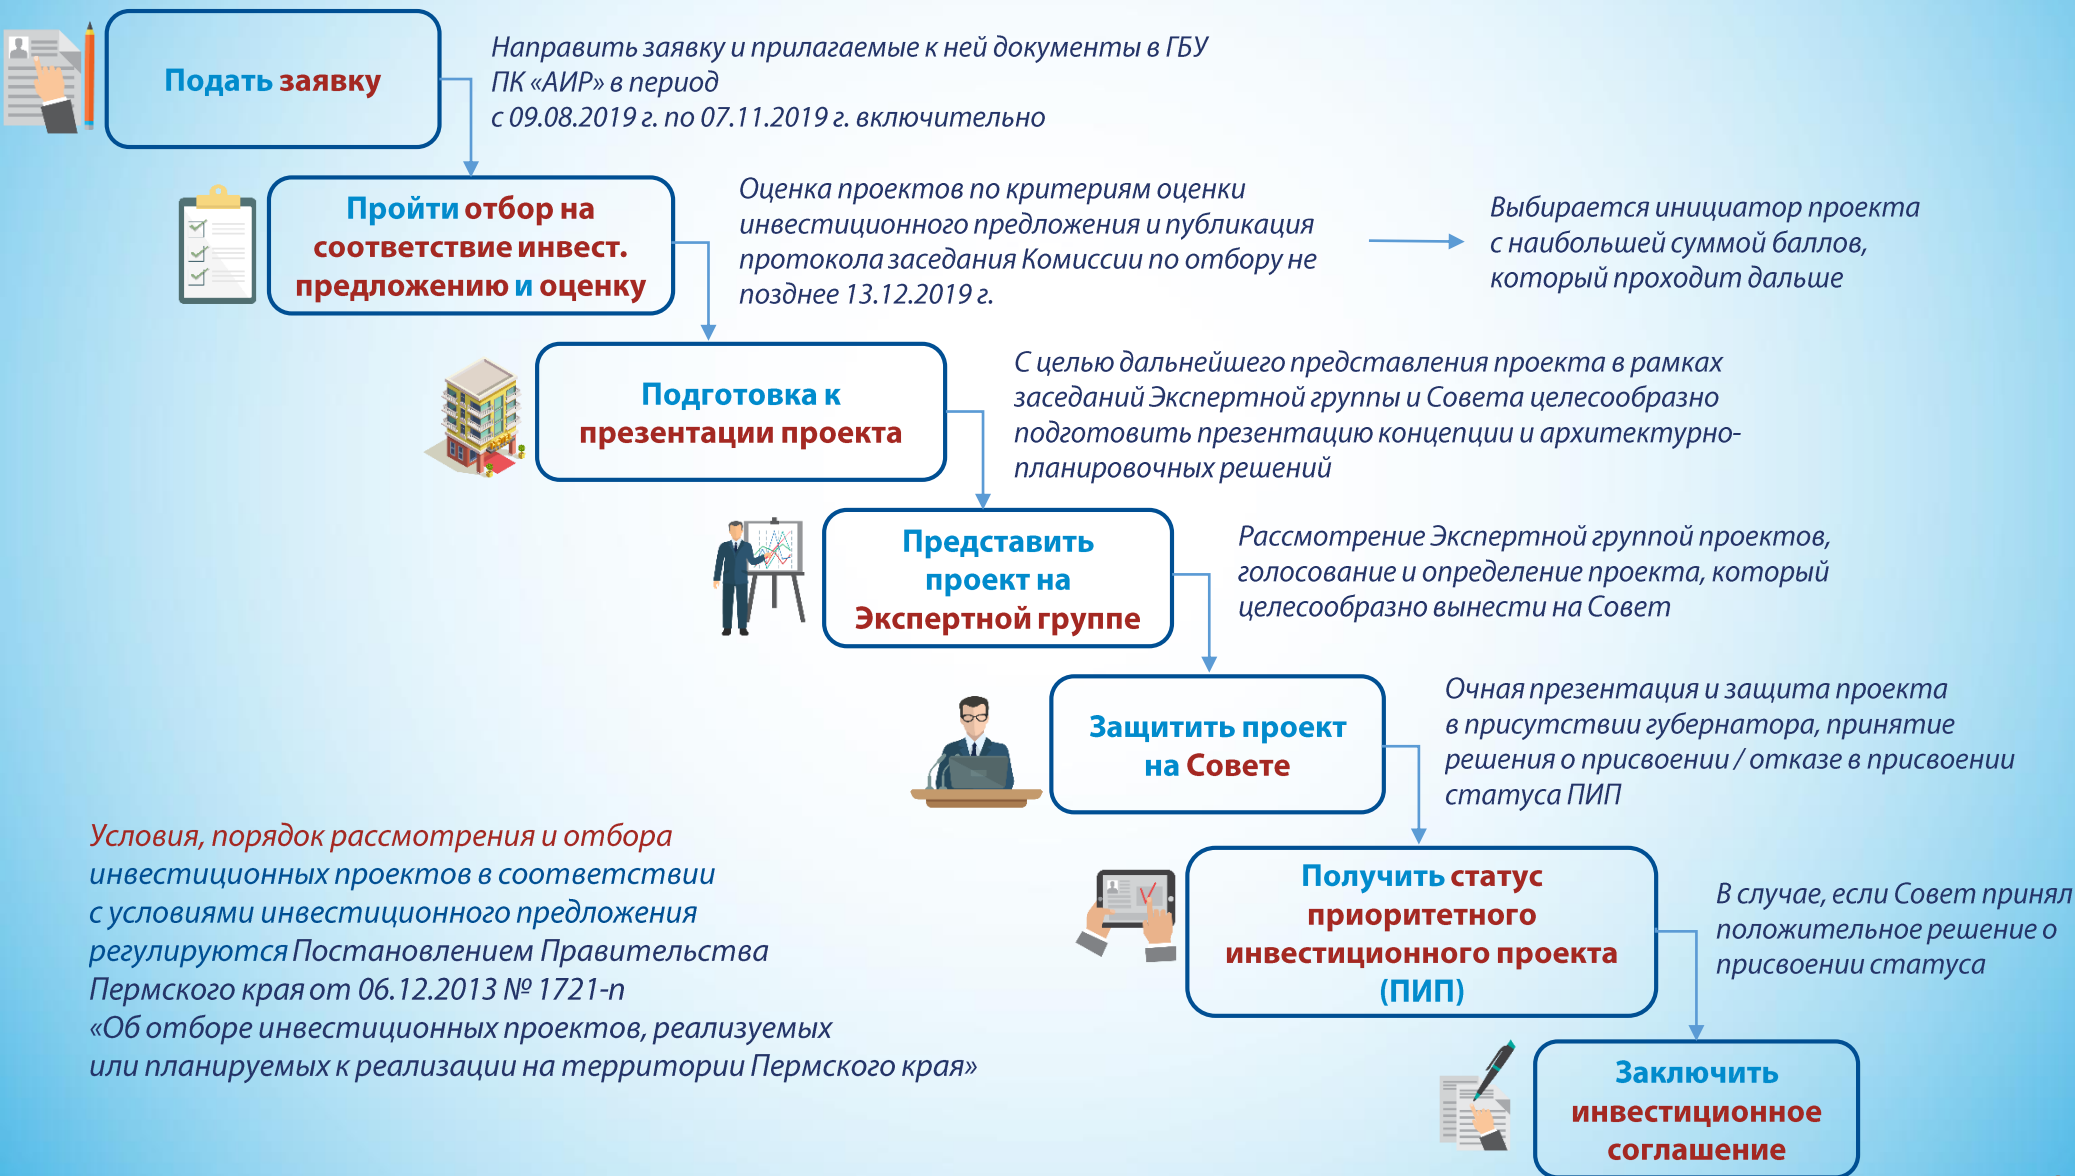 Подать заявку
Направить заявку и прилагаемые к ней документы в ГБУ
ПК «АИР» в период
с 09.08.2019 г. по 07.11.2019 г. включительно
Пройти отбор на
соответствие инвест.
предложению и оценку
Оценка проектов по критериям оценки
инвестиционного предложения и публикация
протокола заседания Комиссии по отбору не
позднее 13.12.2019 г.
Выбирается инициатор проекта
с наибольшей суммой баллов,
который проходит дальше
Подготовка к
презентации проекта
С целью дальнейшего представления проекта в рамках
заседаний Экспертной группы и Совета целесообразно
подготовить презентацию концепции и архитектурно-
планировочных решений
Представить
проект на
Экспертной группе
Рассмотрение Экспертной группой проектов,
голосование и определение проекта, который
целесообразно вынести на Совет
Защитить проект
на Совете
Очная презентация и защита проекта
в присутствии губернатора, принятие
решения о присвоении / отказе в присвоении
статуса ПИП
Получить статус
приоритетного
инвестиционного проекта
(ПИП)
В случае, если Совет принял
положительное решение о
присвоении статуса
Заключить
инвестиционное
соглашение
Условия, порядок рассмотрения и отбора
инвестиционных проектов в соответствии
с условиями инвестиционного предложения
регулируются Постановлением Правительства
Пермского края от 06.12.2013 № 1721-п
«Об отборе инвестиционных проектов, реализуемых
или планируемых к реализации на территории Пермского края»